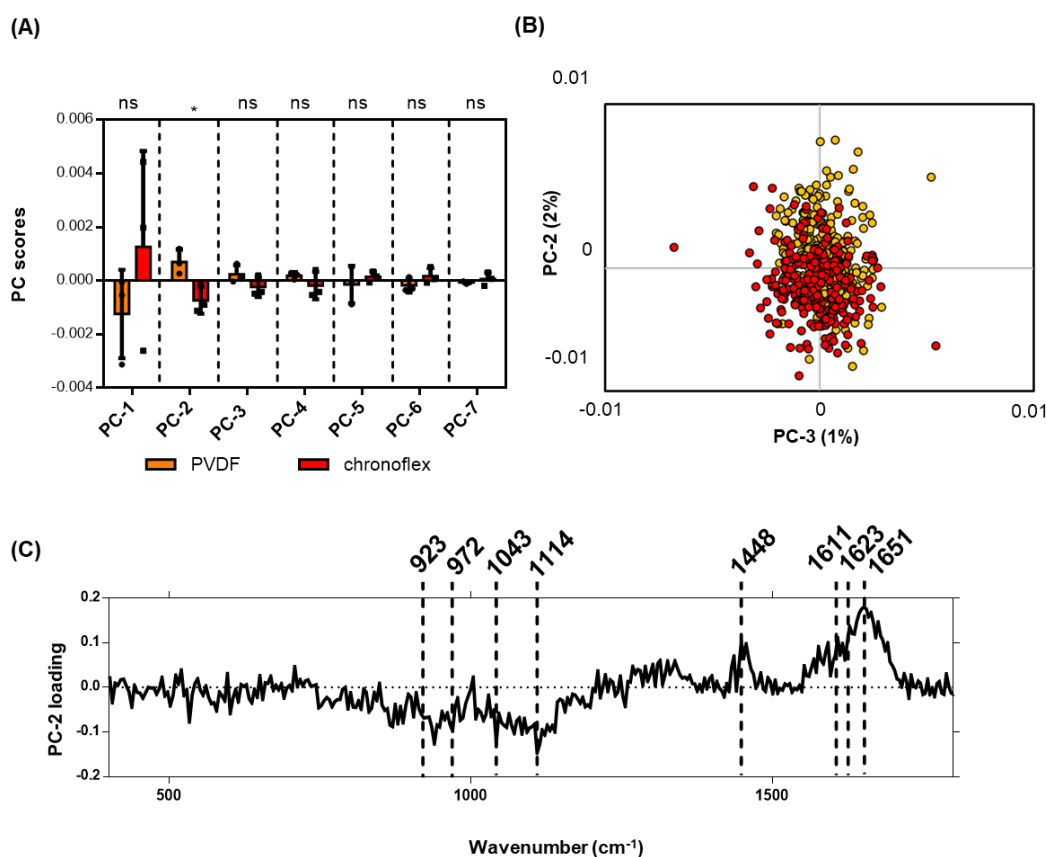 (A)
ns * ns ns ns ns ns
0.006
0.004
0.002
0.000
-0.002
-0.004
PC scores
PC-1 PC-2 PC-3 PC-4 PC-5 PC-6 PC-7
PVDF chronoflex
(B)
0.01
0
-0.01
PC-2 (2%)
-0.01 0 0.01
PC-3 (1%)
(C)
923 972 1043 1114 1448 1611 1623 1651
0.2
0.1
0.0
-0.1
-0.2
PC-2 loading
500 1000 1500
Wavenumber (cm⁻¹)